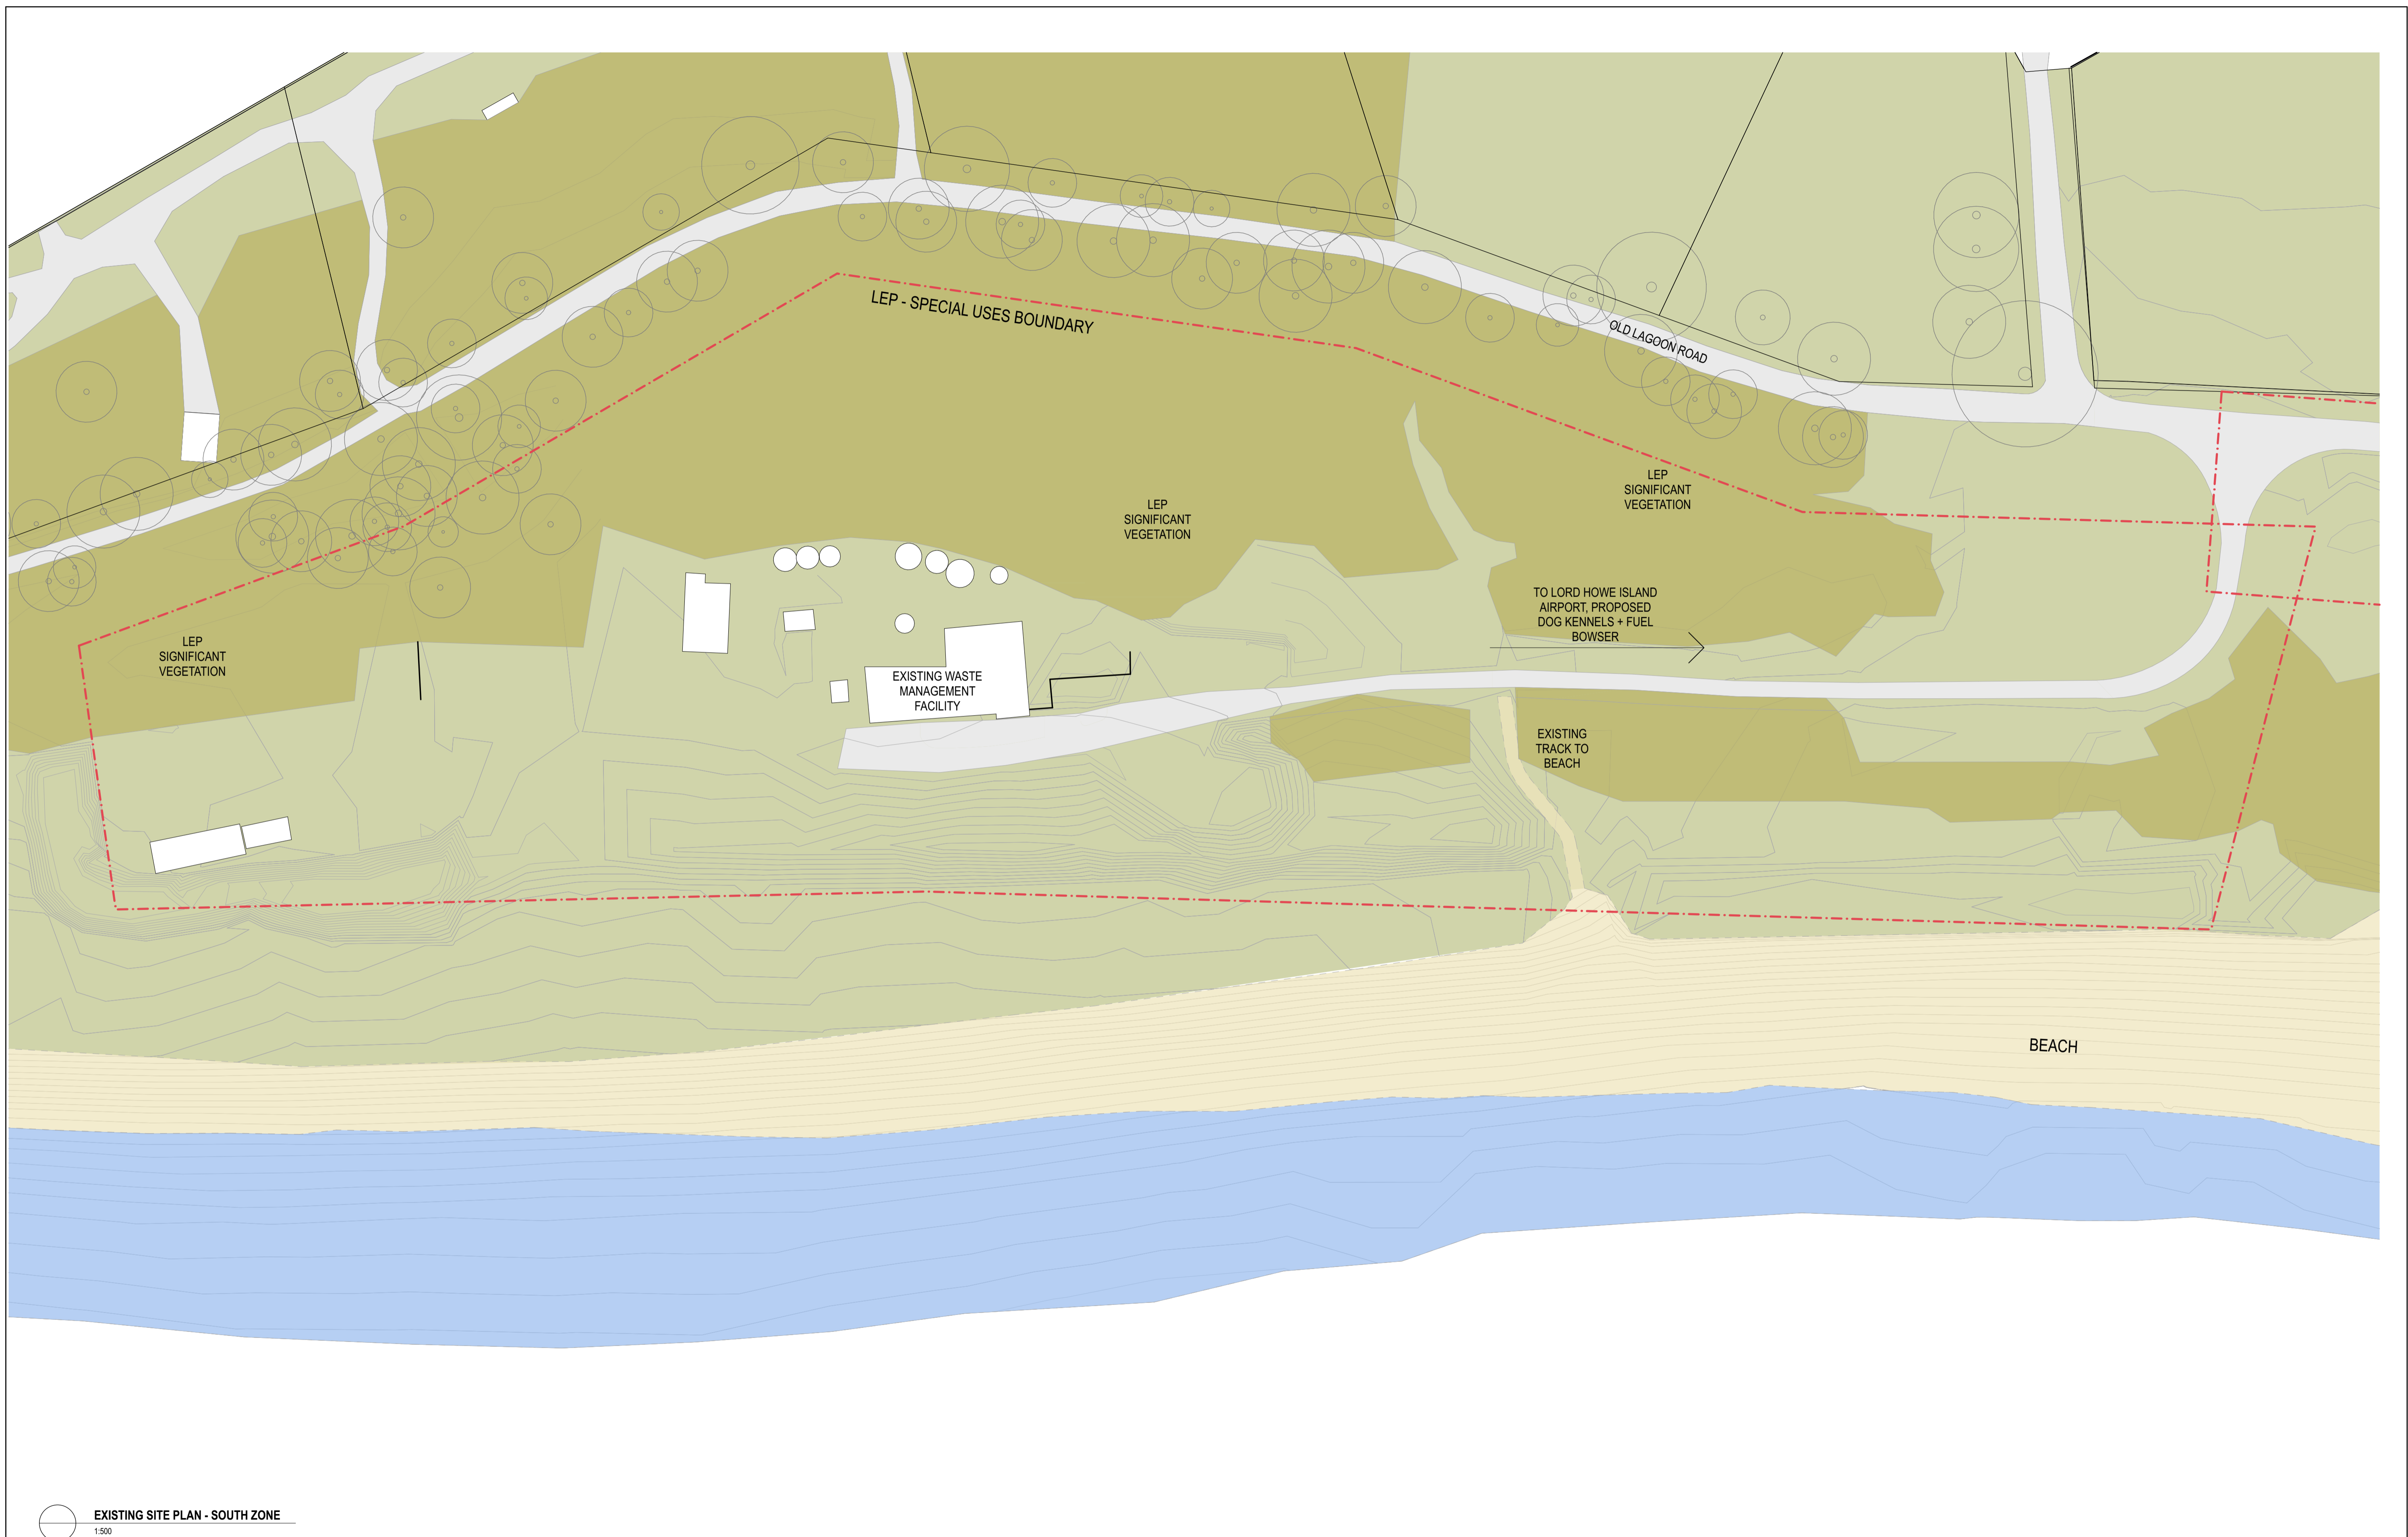 LEP - SPECIAL USES BOUNDARY
OLD LAGOON ROAD
LEP
SIGNIFICANT
VEGETATION
LEP
SIGNIFICANT
VEGETATION
TO LORD HOWE ISLAND
AIRPORT, PROPOSED
DOG KENNELS + FUEL
BOWSER
LEP
SIGNIFICANT
VEGETATION
EXISTING WASTE
MANAGEMENT
FACILITY
EXISTING
TRACK TO
BEACH
BEACH
EXISTING SITE PLAN - SOUTH ZONE
1:500